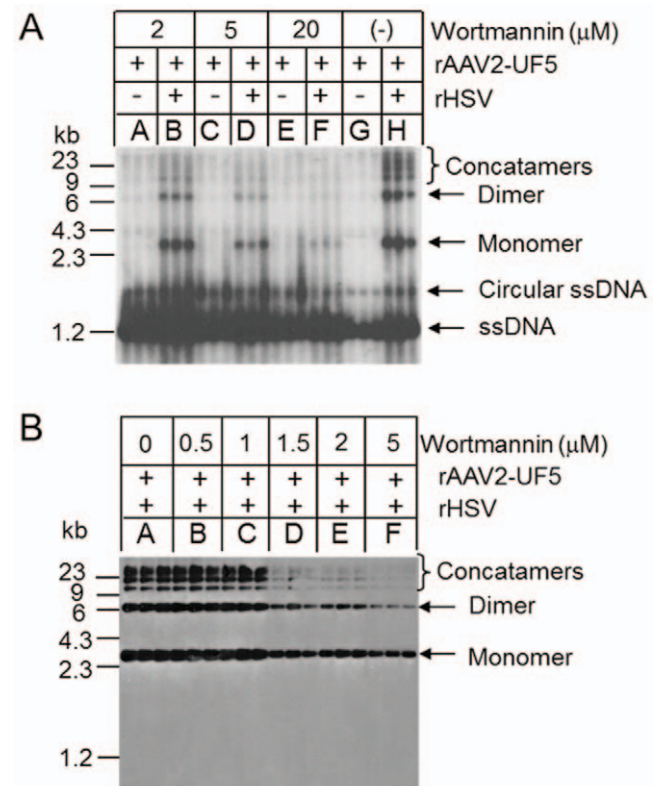 A
2 5 20 (-) Wortmannin (μM)
+ + + + + + + + rAAV2-UF5
- + - + - + - + rHSV
kb A B C D E F G H
23 Concatamers
9
6 Dimer
4.3
Monomer
2.3
Circular ssDNA
1.2 ssDNA
B
0 0.5 1 1.5 2 5 Wortmannin (μM)
+ + + + + + rAAV2-UF5
+ + + + + + rHSV
kb A B C D E F
23 Concatamers
9
6 Dimer
4.3
Monomer
2.3
1.2